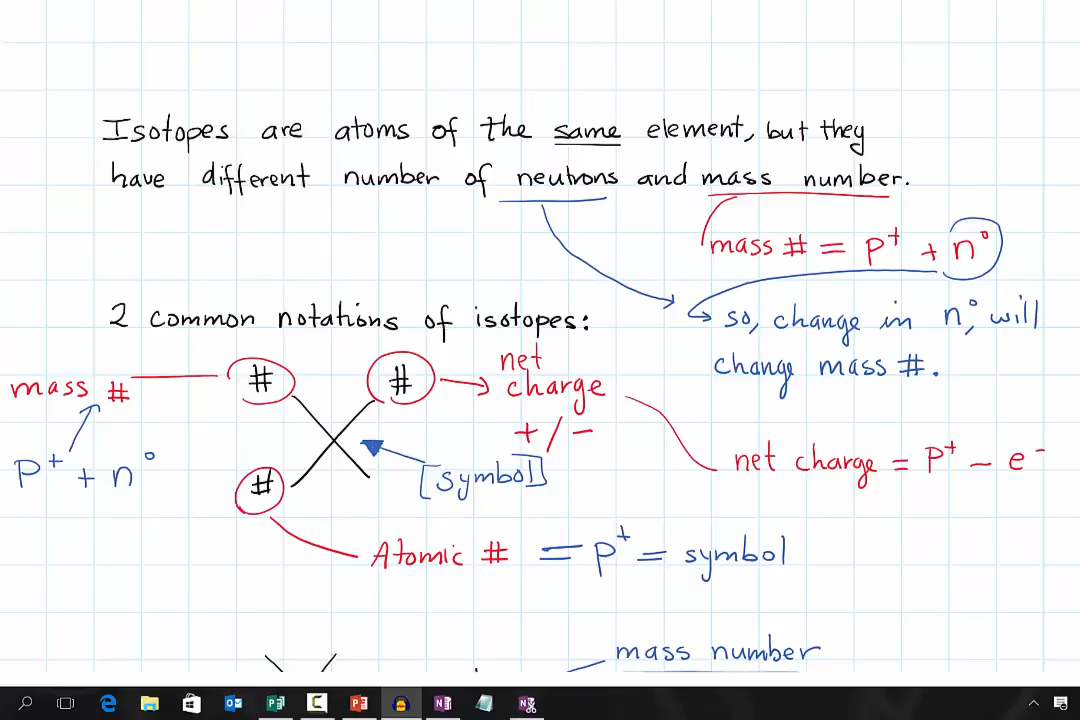 Isotopes are atoms of the same element, but they
have different number of neutrons and mass number.
mass # = p⁺ + n°
so, change in n°, will
change mass #.
2 common notations of isotopes:
mass #
p⁺ + n°
#
#
net
charge
+ / -
[symbol]
net charge = p⁺ - e⁻
#
Atomic # = p⁺ = symbol
mass number